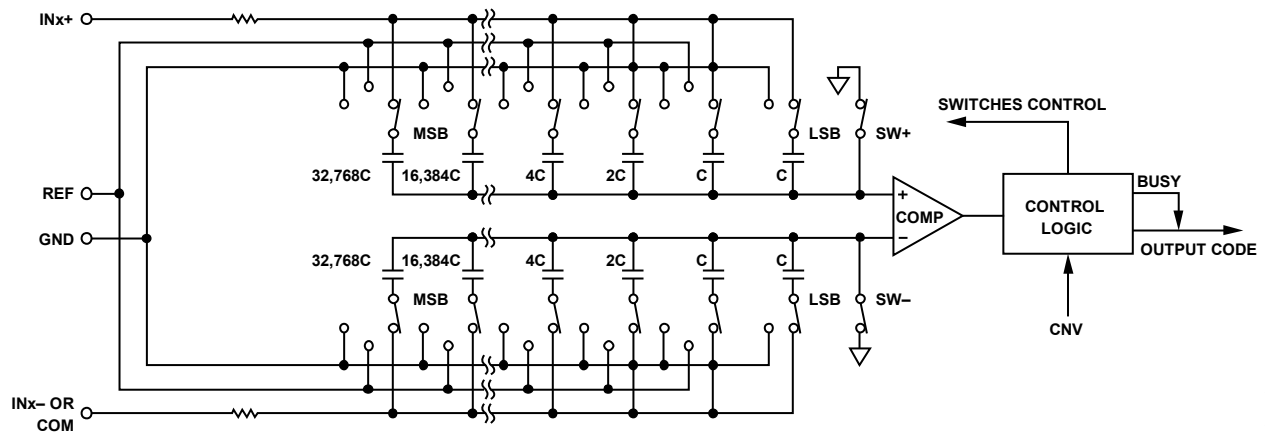 INx+
SWITCHES CONTROL
MSB
LSB
SW+
32,768C
16,384C
4C
2C
C
C
REF
GND
+
COMP
–
CONTROL
LOGIC
BUSY
OUTPUT CODE
32,768C
16,384C
4C
2C
C
C
MSB
LSB
SW–
CNV
INx– OR
COM